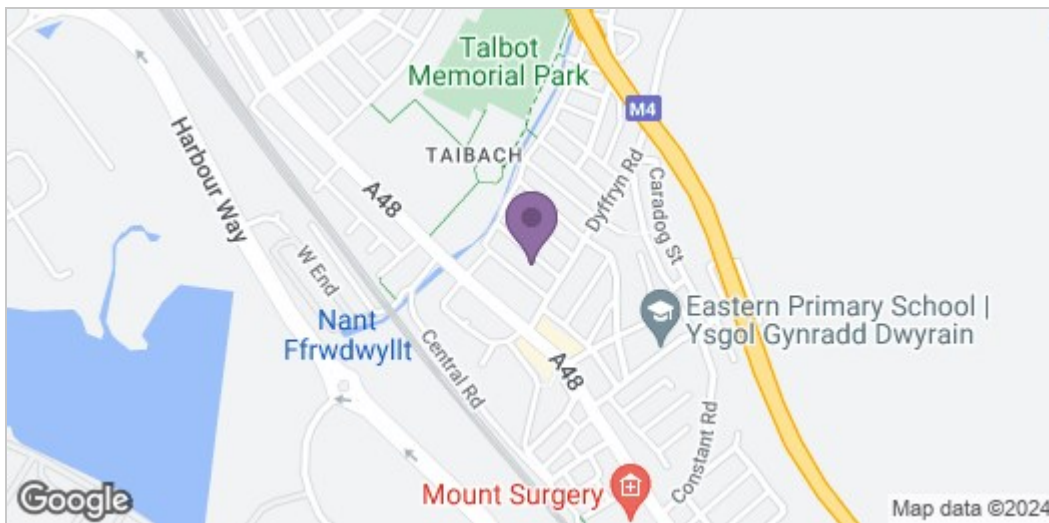 Talbot
Memorial Park
M4
TAIBACH
Harbour Way
A48
Dyffryn Rd
Caradog St
W End
Nant
Ffrwdwyllt
Central Rd
A48
Eastern Primary School |
Ysgol Gynradd Dwyrain
Constant Rd
Mount Surgery
Google
Map data ©2024